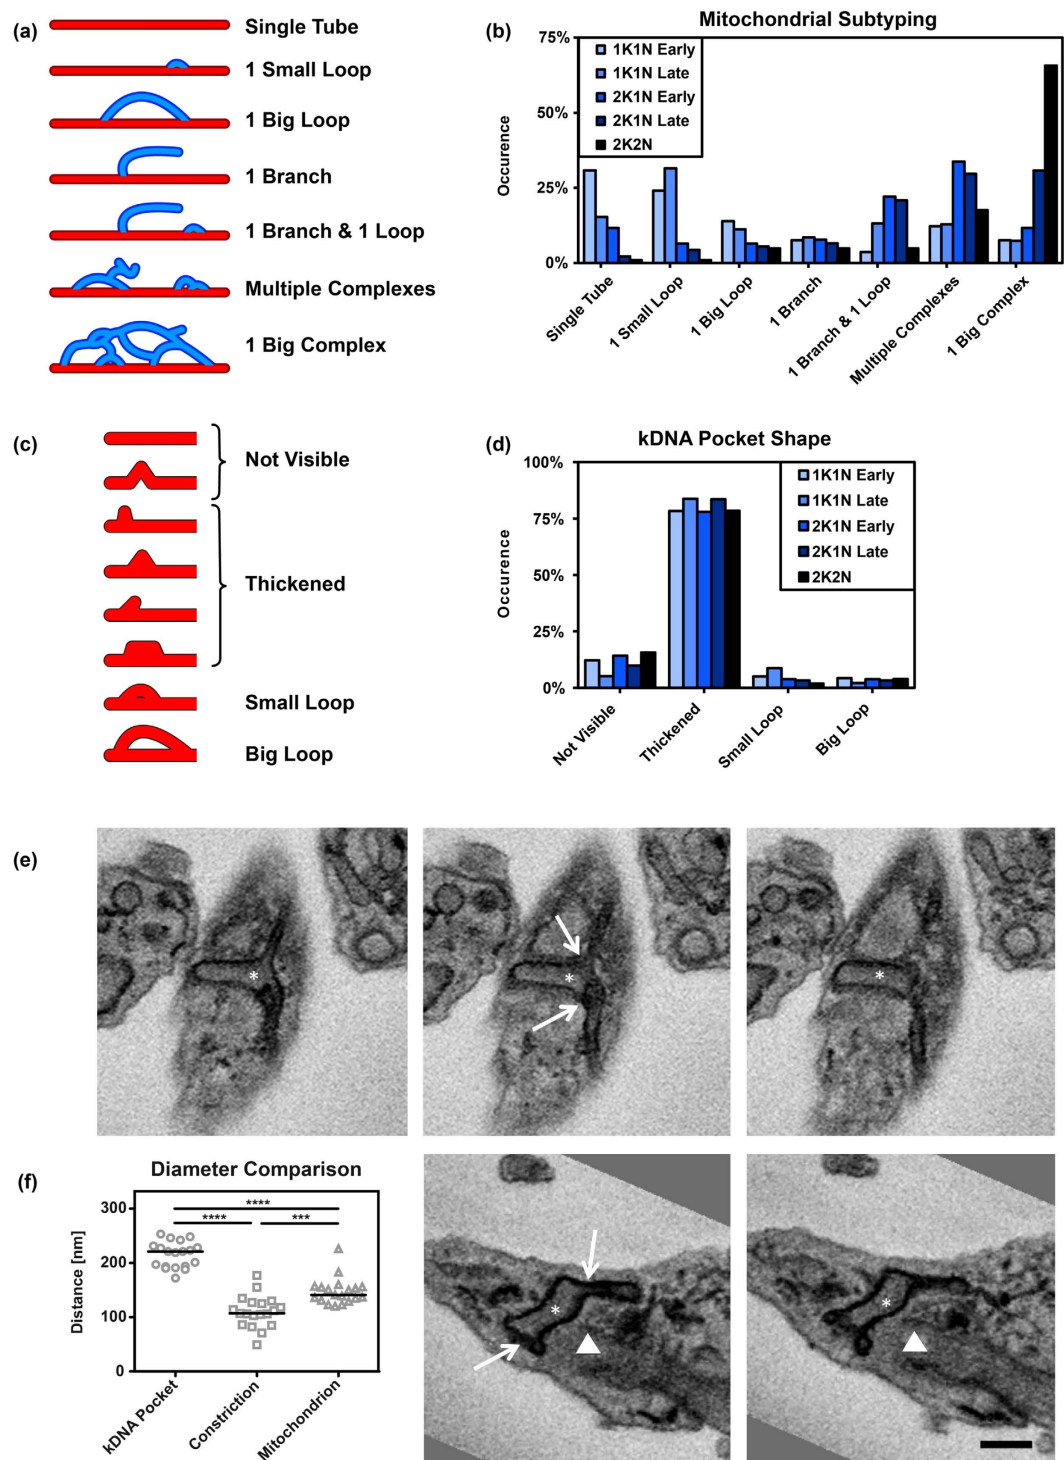 (a)
Single Tube
1 Small Loop
1 Big Loop
1 Branch
1 Branch & 1 Loop
Multiple Complexes
1 Big Complex
(b)
Mitochondrial Subtyping
75%
50%
25%
0%
Occurence
1K1N Early
1K1N Late
2K1N Early
2K1N Late
2K2N
Single Tube
1 Small Loop
1 Big Loop
1 Branch
1 Branch & 1 Loop
Multiple Complexes
1 Big Complex
(c)
Not Visible
Thickened
Small Loop
Big Loop
(d)
kDNA Pocket Shape
100%
75%
50%
25%
0%
Occurence
1K1N Early
1K1N Late
2K1N Early
2K1N Late
2K2N
Not Visible
Thickened
Small Loop
Big Loop
(e)
*
*
*
(f)
Diameter Comparison
300
200
100
0
Distance [nm]
****
**** ***
kDNA Pocket
Constriction
Mitochondrion
*
*